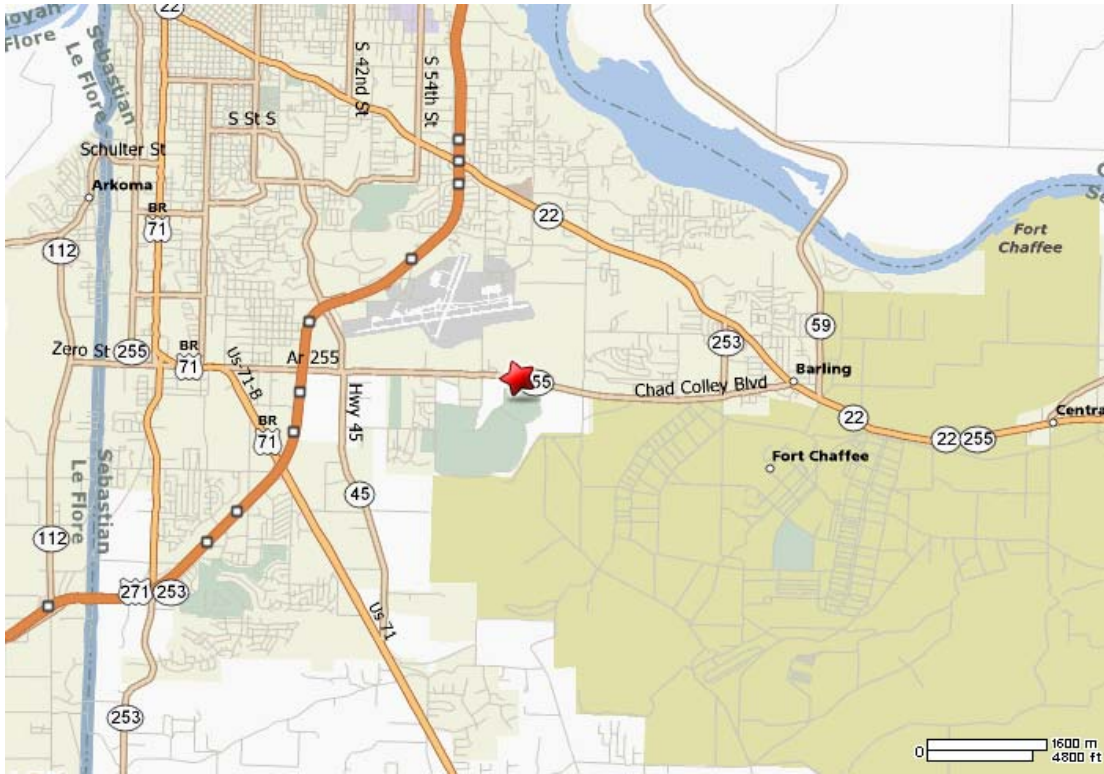 22
Sebastian
Le Flore
Flore
S 42nd St
S 54th St
S St S
Schulter St
Arkoma
BR
71
112
22
Fort
Chaffee
59
253
Zero St
255
BR
71
Us-71-B
Ar 255
55
Chad Colley Blvd
Barling
Hwy 45
BR
71
22
22
255
Centra
Fort Chaffee
Sebastian
Le Flore
45
112
271
253
Us 71
253
0
1600 m
4800 ft